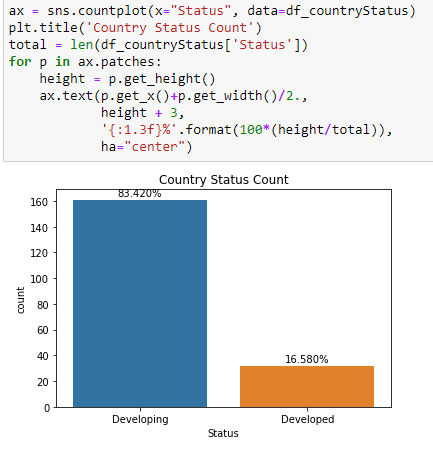 ax = sns.countplot(x="Status", data=df_countryStatus)
plt.title('Country Status Count')
total = len(df_countryStatus['Status'])
for p in ax.patches:
    height = p.get_height()
    ax.text(p.get_x()+p.get_width()/2.,
            height + 3,
            '{:1.3f}%'.format(100*(height/total)),
            ha="center")
Country Status Count
83.420%
160
140
120
100
80
60
40
20
0
count
16.580%
Developing
Developed
Status